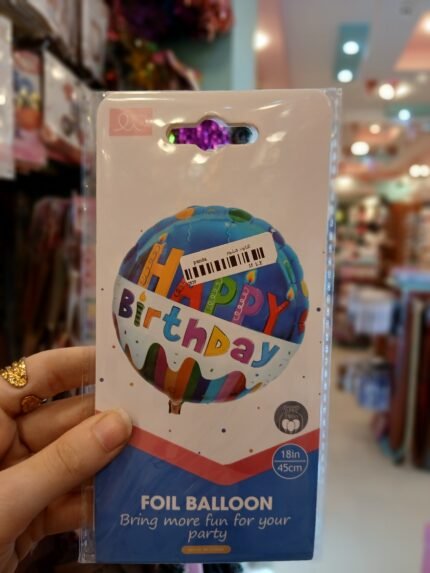 HAPPY
BirthDay
18in
45cm
FOIL BALLOON
Bring more fun for your
party